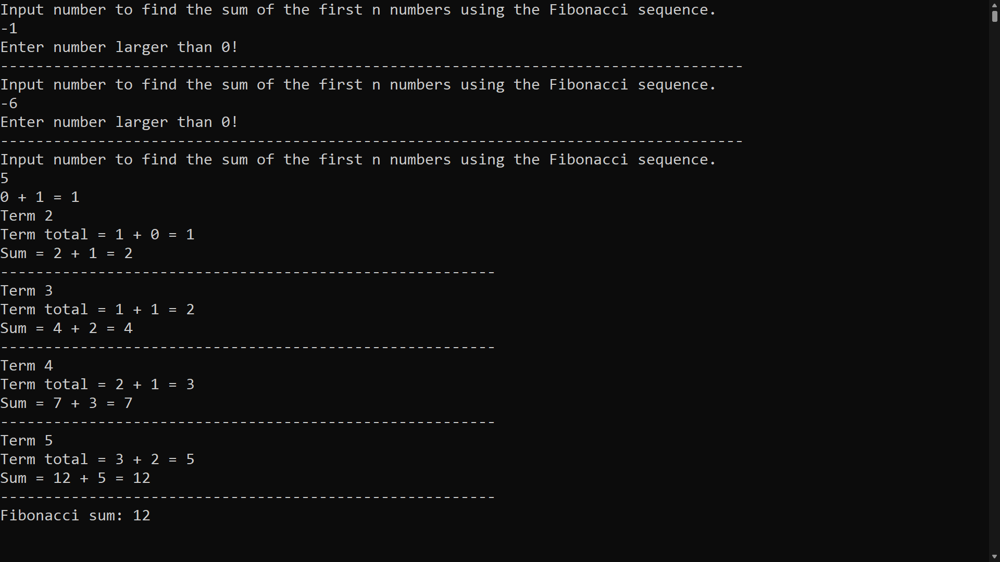 Input number to find the sum of the first n numbers using the Fibonacci sequence.
-1
Enter number larger than 0!
------------------------------------------------------------------------------------
Input number to find the sum of the first n numbers using the Fibonacci sequence.
-6
Enter number larger than 0!
------------------------------------------------------------------------------------
Input number to find the sum of the first n numbers using the Fibonacci sequence.
5
0 + 1 = 1
Term 2
Term total = 1 + 0 = 1
Sum = 2 + 1 = 2
--------------------------------------------------------
Term 3
Term total = 1 + 1 = 2
Sum = 4 + 2 = 4
--------------------------------------------------------
Term 4
Term total = 2 + 1 = 3
Sum = 7 + 3 = 7
--------------------------------------------------------
Term 5
Term total = 3 + 2 = 5
Sum = 12 + 5 = 12
--------------------------------------------------------
Fibonacci sum: 12